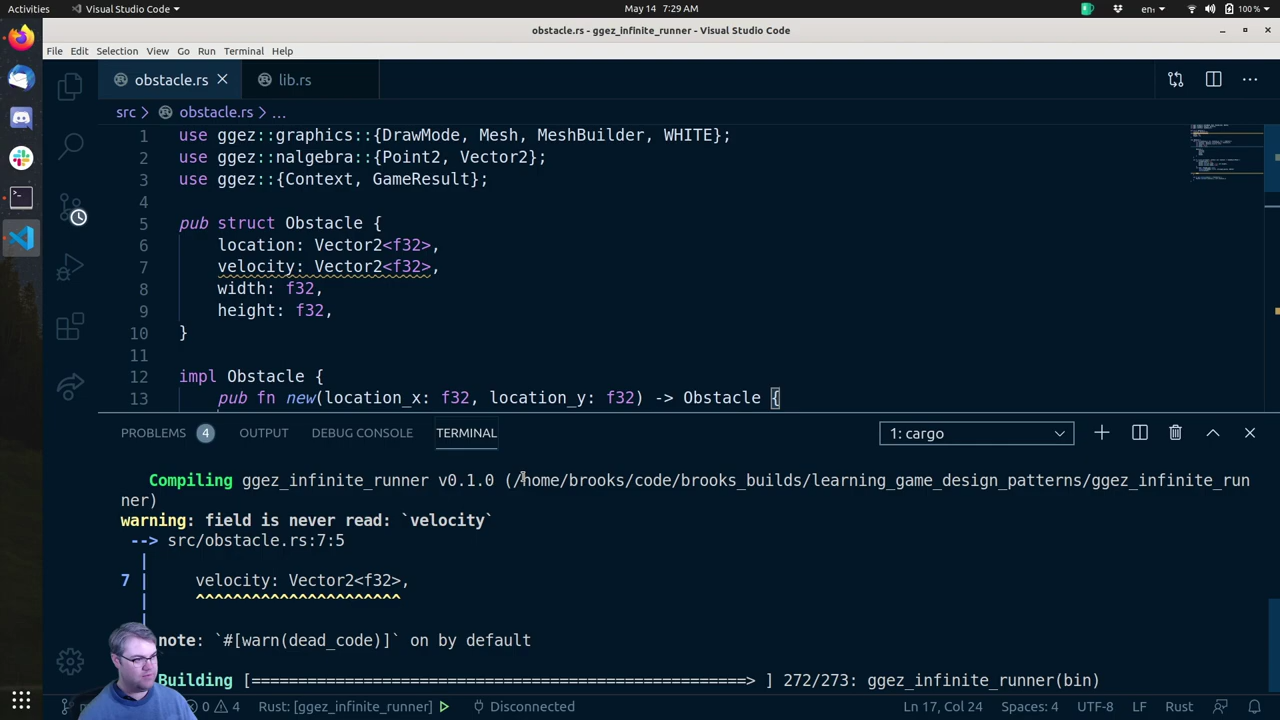 Activities
Visual Studio Code
May 14 7:29 AM
en
100 %
obstacle.rs - ggez_infinite_runner - Visual Studio Code
File Edit Selection View Go Run Terminal Help
obstacle.rs
lib.rs
src > obstacle.rs > ...
1 use ggez::graphics::{DrawMode, Mesh, MeshBuilder, WHITE};
2 use ggez::nalgebra::{Point2, Vector2};
3 use ggez::{Context, GameResult};
4
5 pub struct Obstacle {
6 location: Vector2<f32>,
7 velocity: Vector2<f32>,
8 width: f32,
9 height: f32,
10 }
11
12 impl Obstacle {
13 pub fn new(location_x: f32, location_y: f32) -> Obstacle {
PROBLEMS 4 OUTPUT DEBUG CONSOLE TERMINAL 1: cargo
Compiling ggez_infinite_runner v0.1.0 (/home/brooks/code/brooks_builds/learning_game_design_patterns/ggez_infinite_run
ner)
warning: field is never read: `velocity`
--> src/obstacle.rs:7:5
|
7 | velocity: Vector2<f32>,
| ^^^^^^^^^^^^^^^^^^^^^
|
note: `#[warn(dead_code)]` on by default
Building [=====================================================> ] 272/273: ggez_infinite_runner(bin)
0 4 Rust: [ggez_infinite_runner] Disconnected Ln 17, Col 24 Spaces: 4 UTF-8 LF Rust